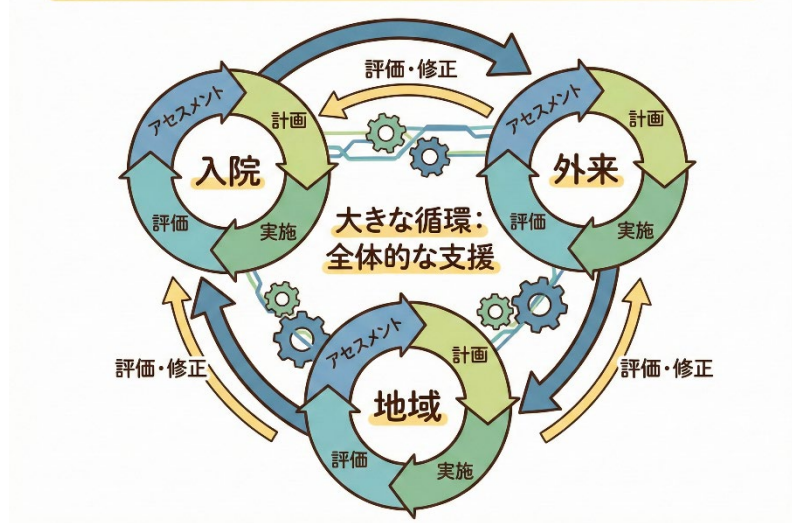 評価・修正
アセスメント
計画
実施
評価
入院
アセスメント
計画
実施
評価
外来
大きな循環：
全体的な支援
評価・修正
評価・修正
アセスメント
計画
実施
評価
地域